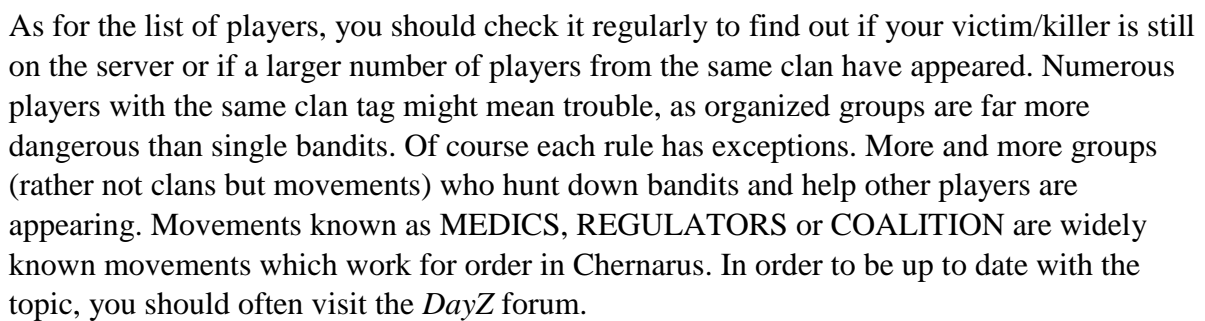 As for the list of players, you should check it regularly to find out if your victim/killer is still
on the server or if a larger number of players from the same clan have appeared. Numerous
players with the same clan tag might mean trouble, as organized groups are far more
dangerous than single bandits. Of course each rule has exceptions. More and more groups
(rather not clans but movements) who hunt down bandits and help other players are
appearing. Movements known as MEDICS, REGULATORS or COALITION are widely
known movements which work for order in Chernarus. In order to be up to date with the
topic, you should often visit the DayZ forum.